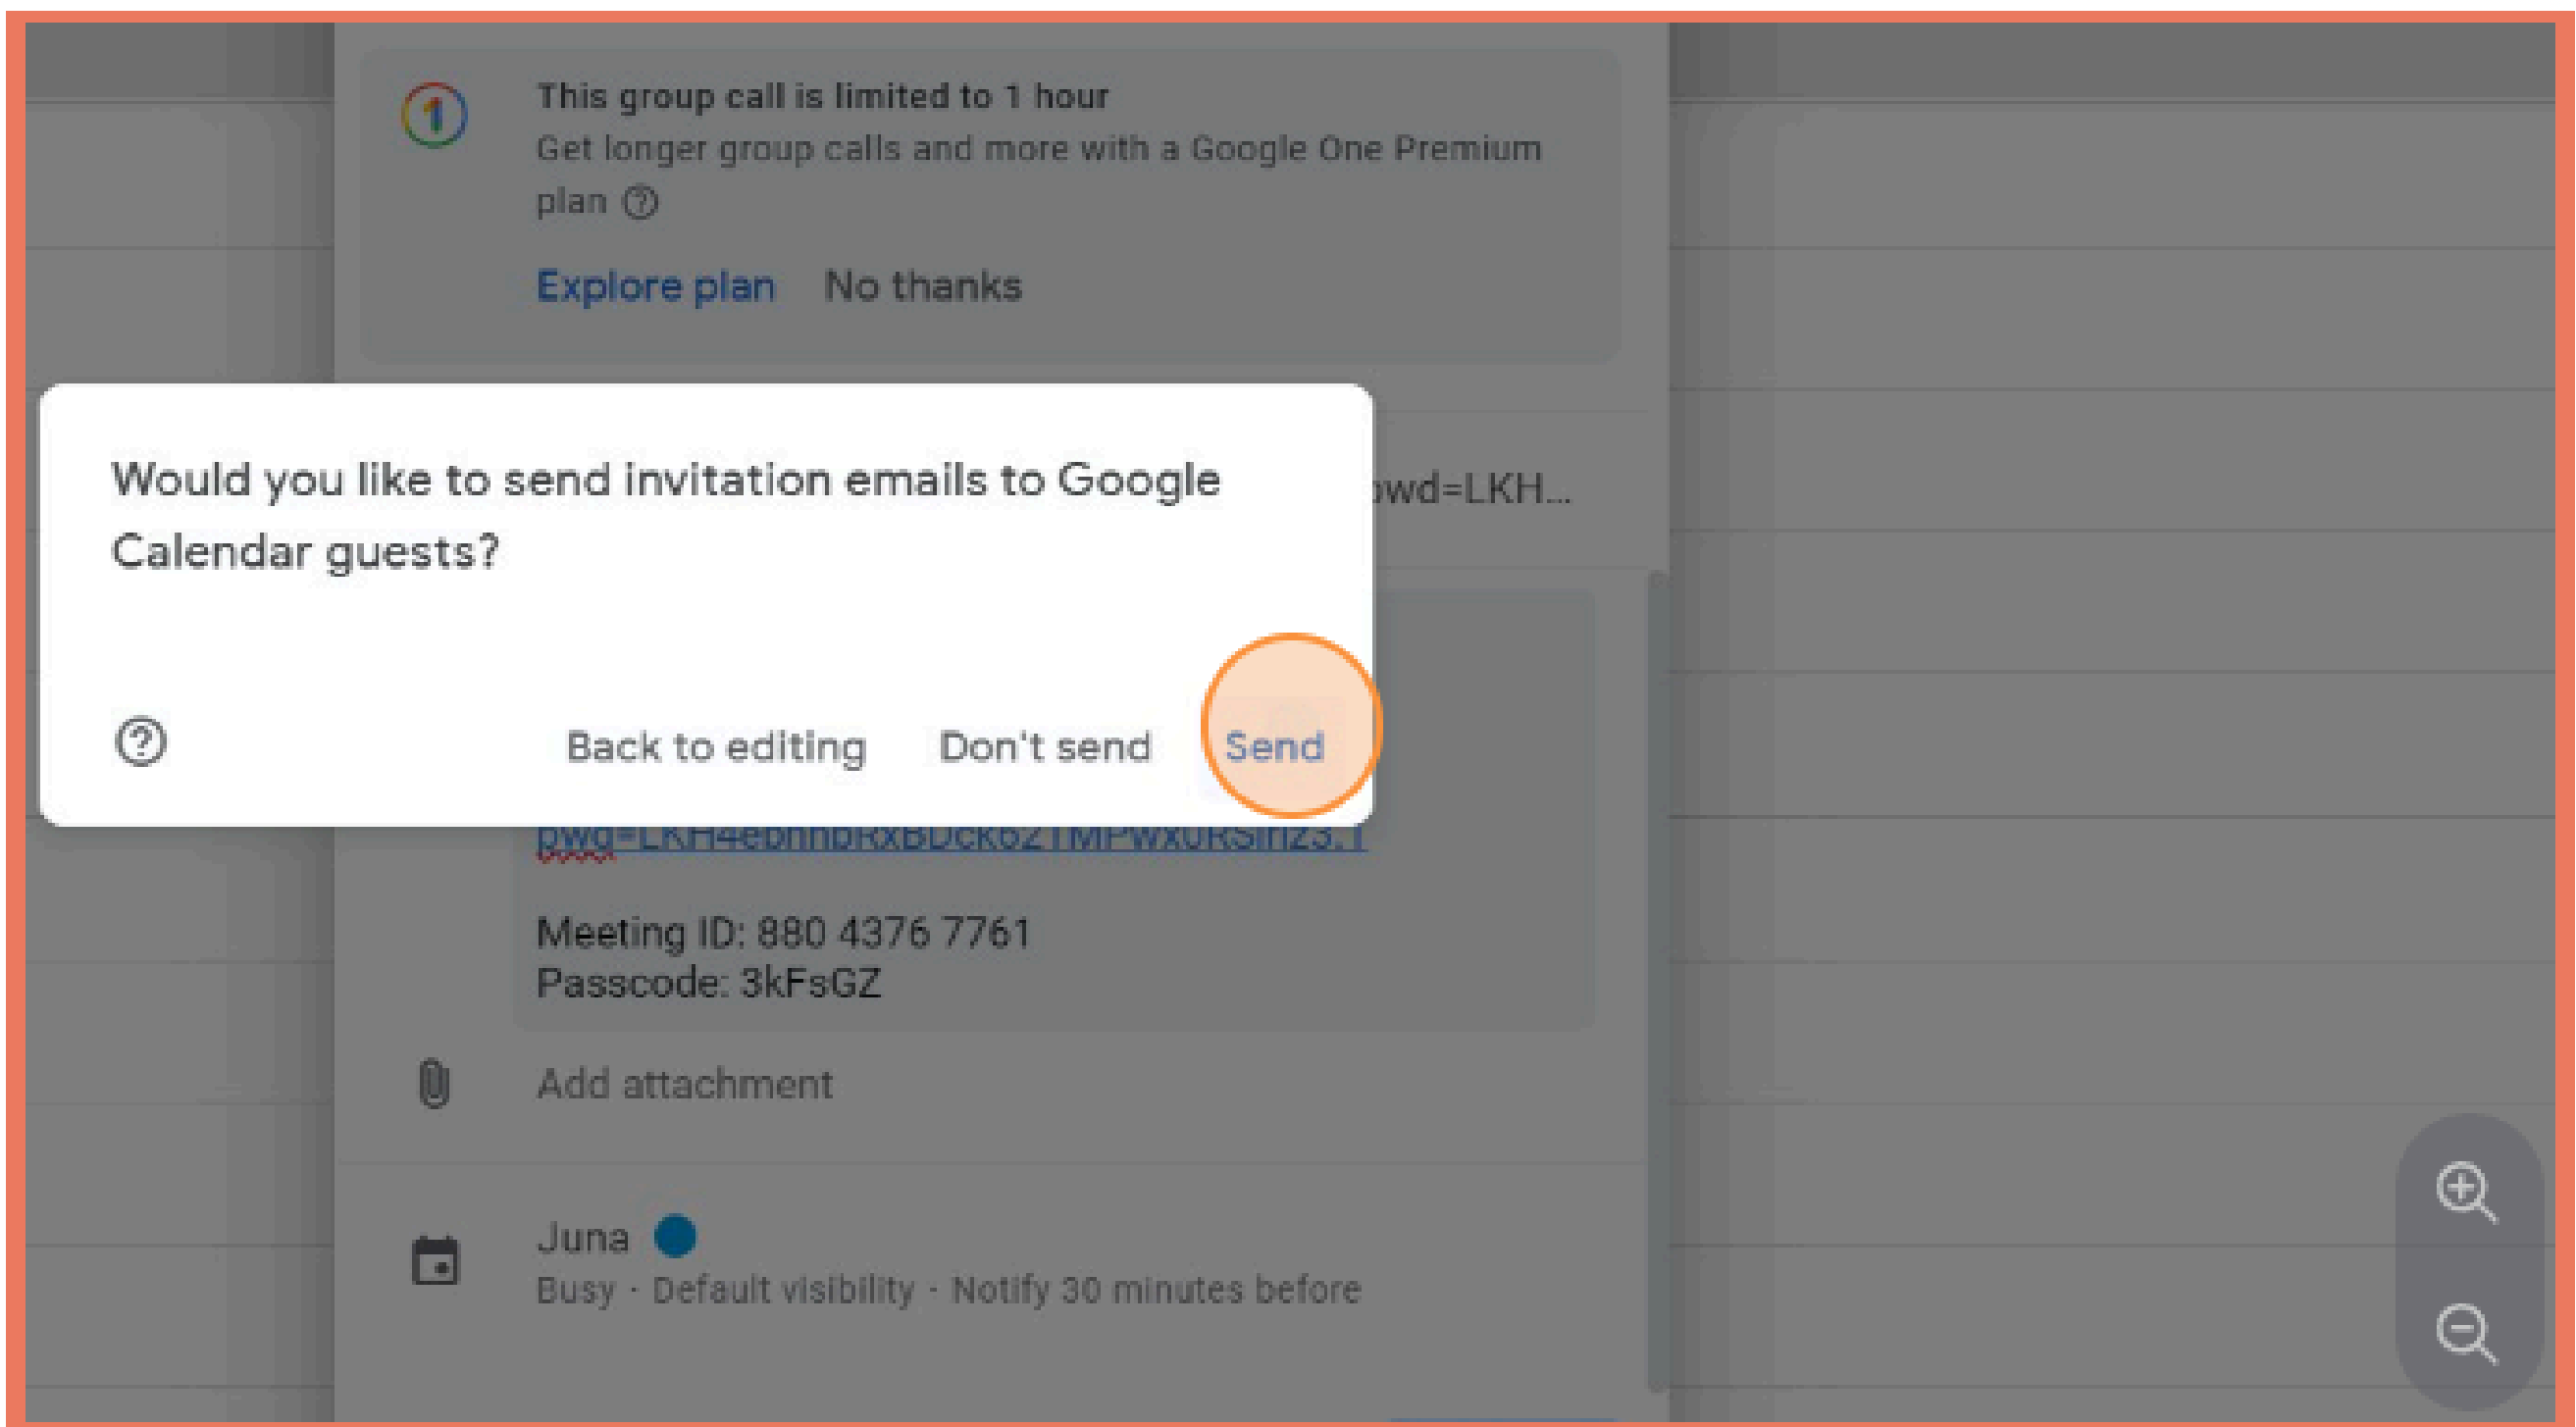 This group call is limited to 1 hour
Get longer group calls and more with a Google One Premium
plan
Explore plan No thanks
Would you like to send invitation emails to Google
Calendar guests?
pwd=LKH...
Back to editing Don't send Send
Meeting ID: 880 4376 7761
Passcode: 3kFsGZ
Add attachment
Juna
Busy · Default visibility · Notify 30 minutes before